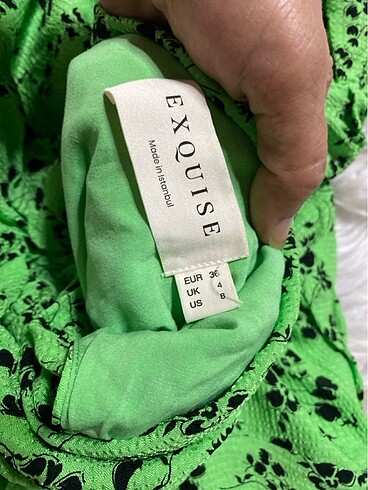 EXQUISE
Made in Istanbul
EUR 36
UK 4
US 8